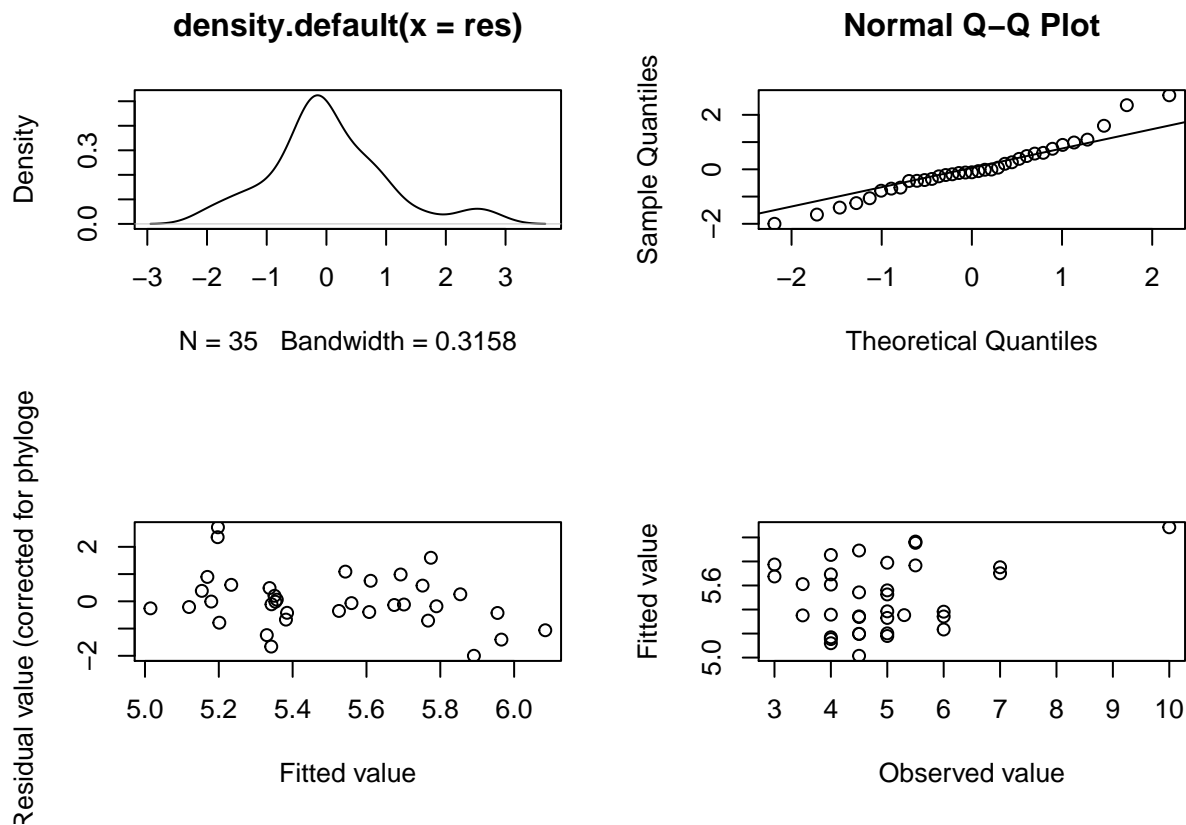 density.default(x = res)
Density
0.0
0.3
−3 −2 −1 0 1 2 3
N = 35 Bandwidth = 0.3158
Normal Q−Q Plot
Sample Quantiles
−2
0
2
−2 −1 0 1 2
Theoretical Quantiles
Residual value (corrected for phyloge
−2
0
2
5.0 5.2 5.4 5.6 5.8 6.0
Fitted value
Fitted value
5.0
5.6
3 4 5 6 7 8 9 10
Observed value